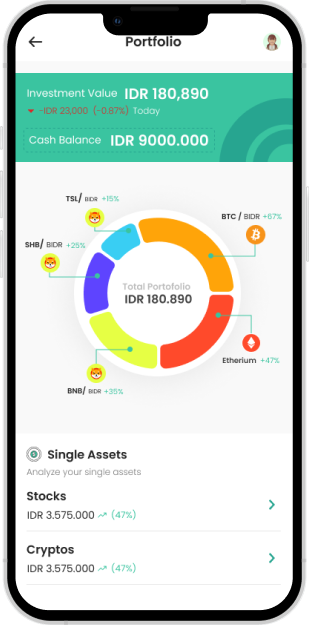 Portfolio
Investment Value IDR 180,890
-IDR 23,000 (-0.87%) Today
Cash Balance IDR 9000.000
TSL/ BIDR +15%
BTC / BIDR +67%
SHB/ BIDR +25%
Total Portofolio
IDR 180.890
Etherium +47%
BNB/ BIDR +35%
Single Assets
Analyze your single assets
Stocks
IDR 3.575.000 (47%)
Cryptos
IDR 3.575.000 (47%)